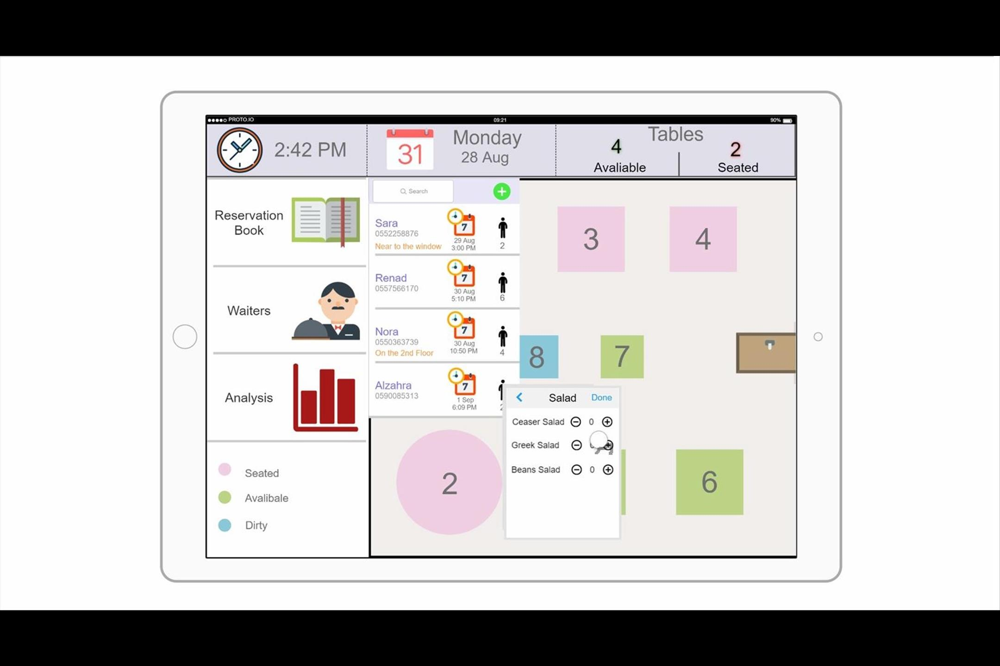 PROTO.IO
09:21
90%
2:42 PM
31
Monday
28 Aug
Tables
4
Avaliable
2
Seated
Reservation
Book
Waiters
Analysis
Seated
Avalibale
Dirty
Search
Sara
0552258876
Near to the window
7
29 Aug
3:00 PM
2
Renad
0557566170
7
30 Aug
5:10 PM
6
Nora
0550363739
On the 2nd Floor
7
30 Aug
10:50 PM
4
Alzahra
0590085313
7
1 Sep
6:09 PM
3
4
8
7
2
6
Salad
Done
Ceaser Salad
0
Greek Salad
Beans Salad
0